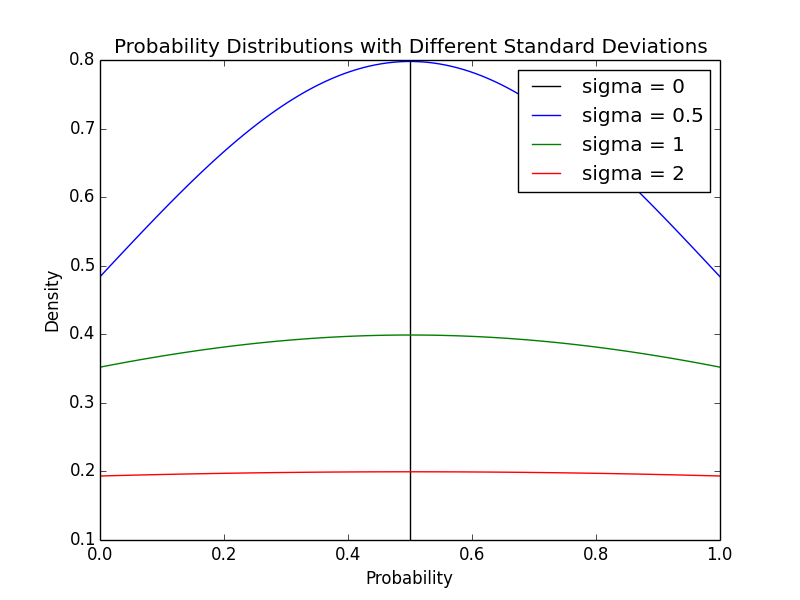 Probability Distributions with Different Standard Deviations
sigma = 0
sigma = 0.5
sigma = 1
sigma = 2
0.8
0.7
0.6
0.5
0.4
0.3
0.2
0.1
Density
0.0 0.2 0.4 0.6 0.8 1.0
Probability